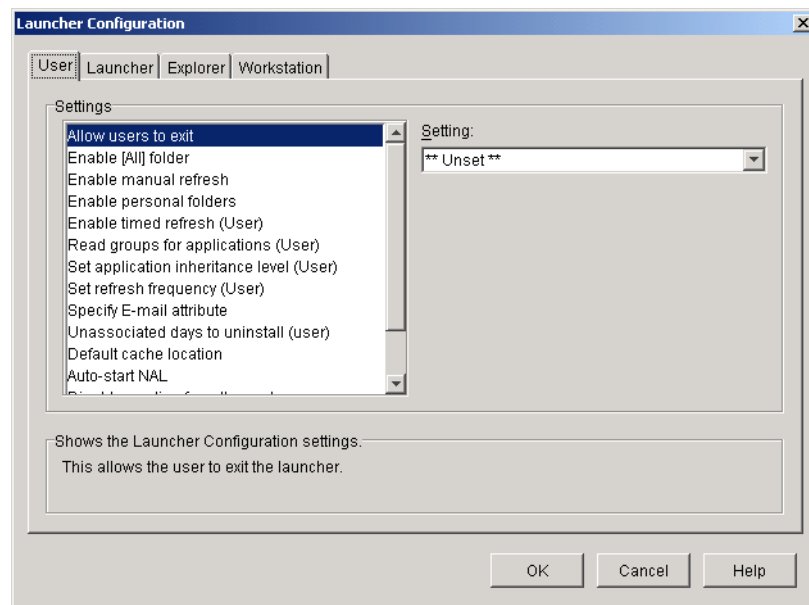 Launcher Configuration
User Launcher Explorer Workstation
Settings
Allow users to exit
Enable [All] folder
Enable manual refresh
Enable personal folders
Enable timed refresh (User)
Read groups for applications (User)
Set application inheritance level (User)
Set refresh frequency (User)
Specify E-mail attribute
Unassociated days to uninstall (user)
Default cache location
Auto-start NAL
Setting:
** Unset **
Shows the Launcher Configuration settings.
This allows the user to exit the launcher.
OK Cancel Help